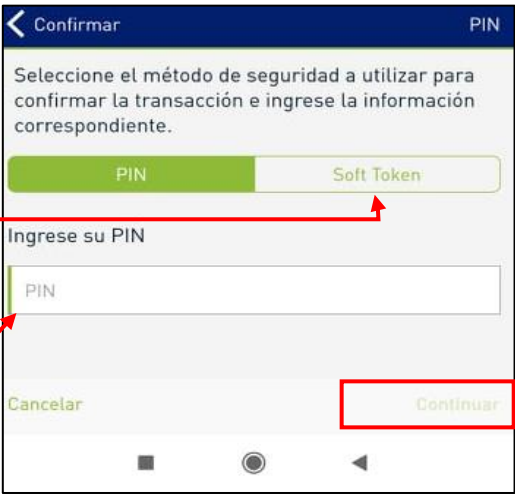 Confirmar PIN
Seleccione el método de seguridad a utilizar para
confirmar la transacción e ingrese la información
correspondiente.
PIN Soft Token
Ingrese su PIN
PIN
Cancelar Continuar